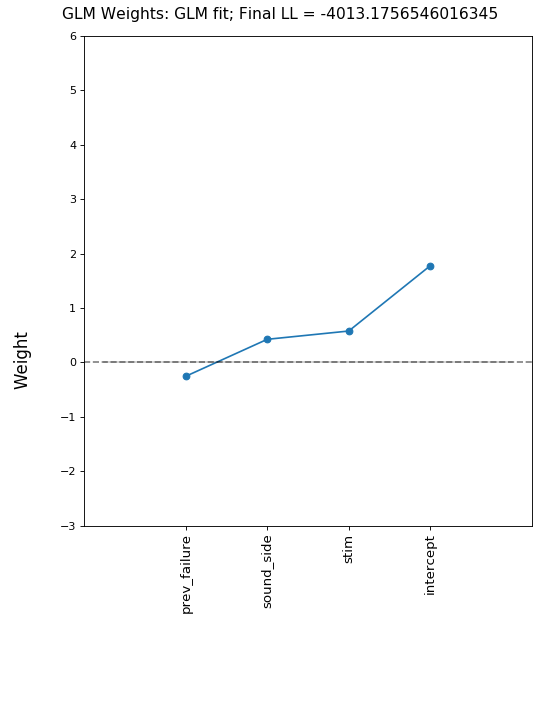 GLM Weights: GLM fit; Final LL = -4013.1756546016345
6
5
4
3
2
1
0
−1
−2
−3
Weight
prev_failure
sound_side
stim
intercept